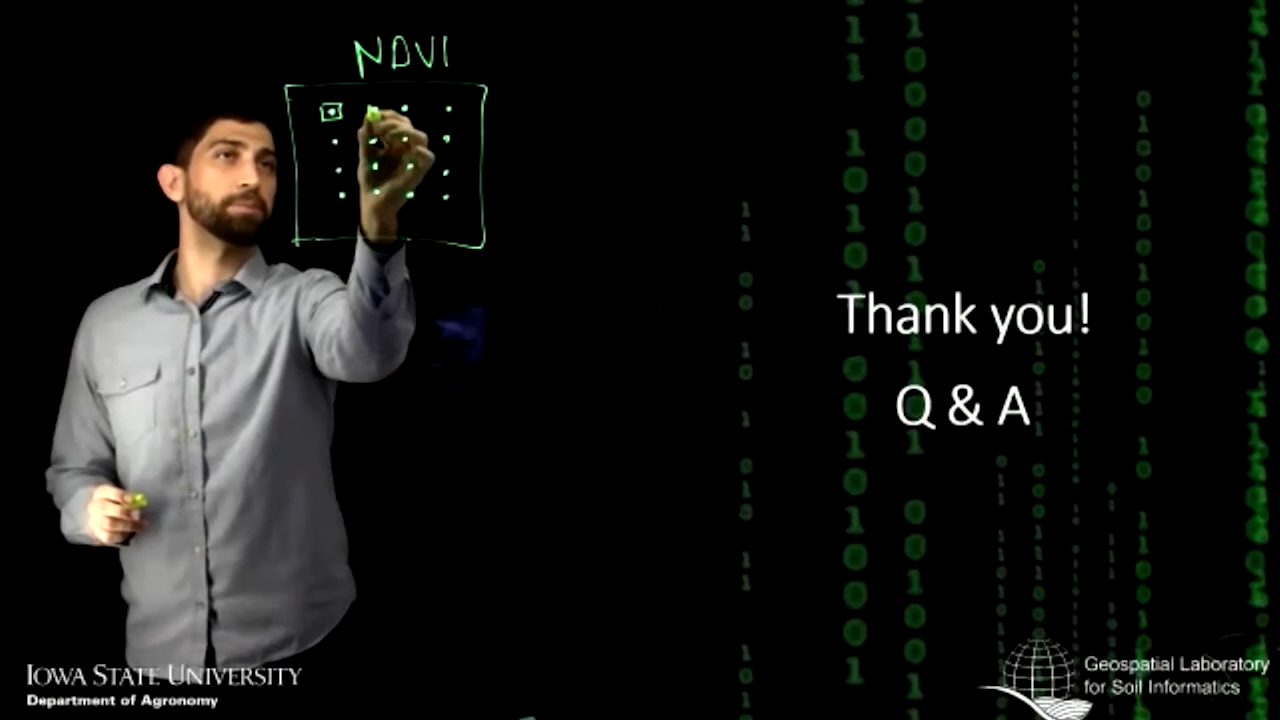 NDVI
Thank you!
Q & A
IOWA STATE UNIVERSITY
Department of Agronomy
Geospatial Laboratory
for Soil Informatics